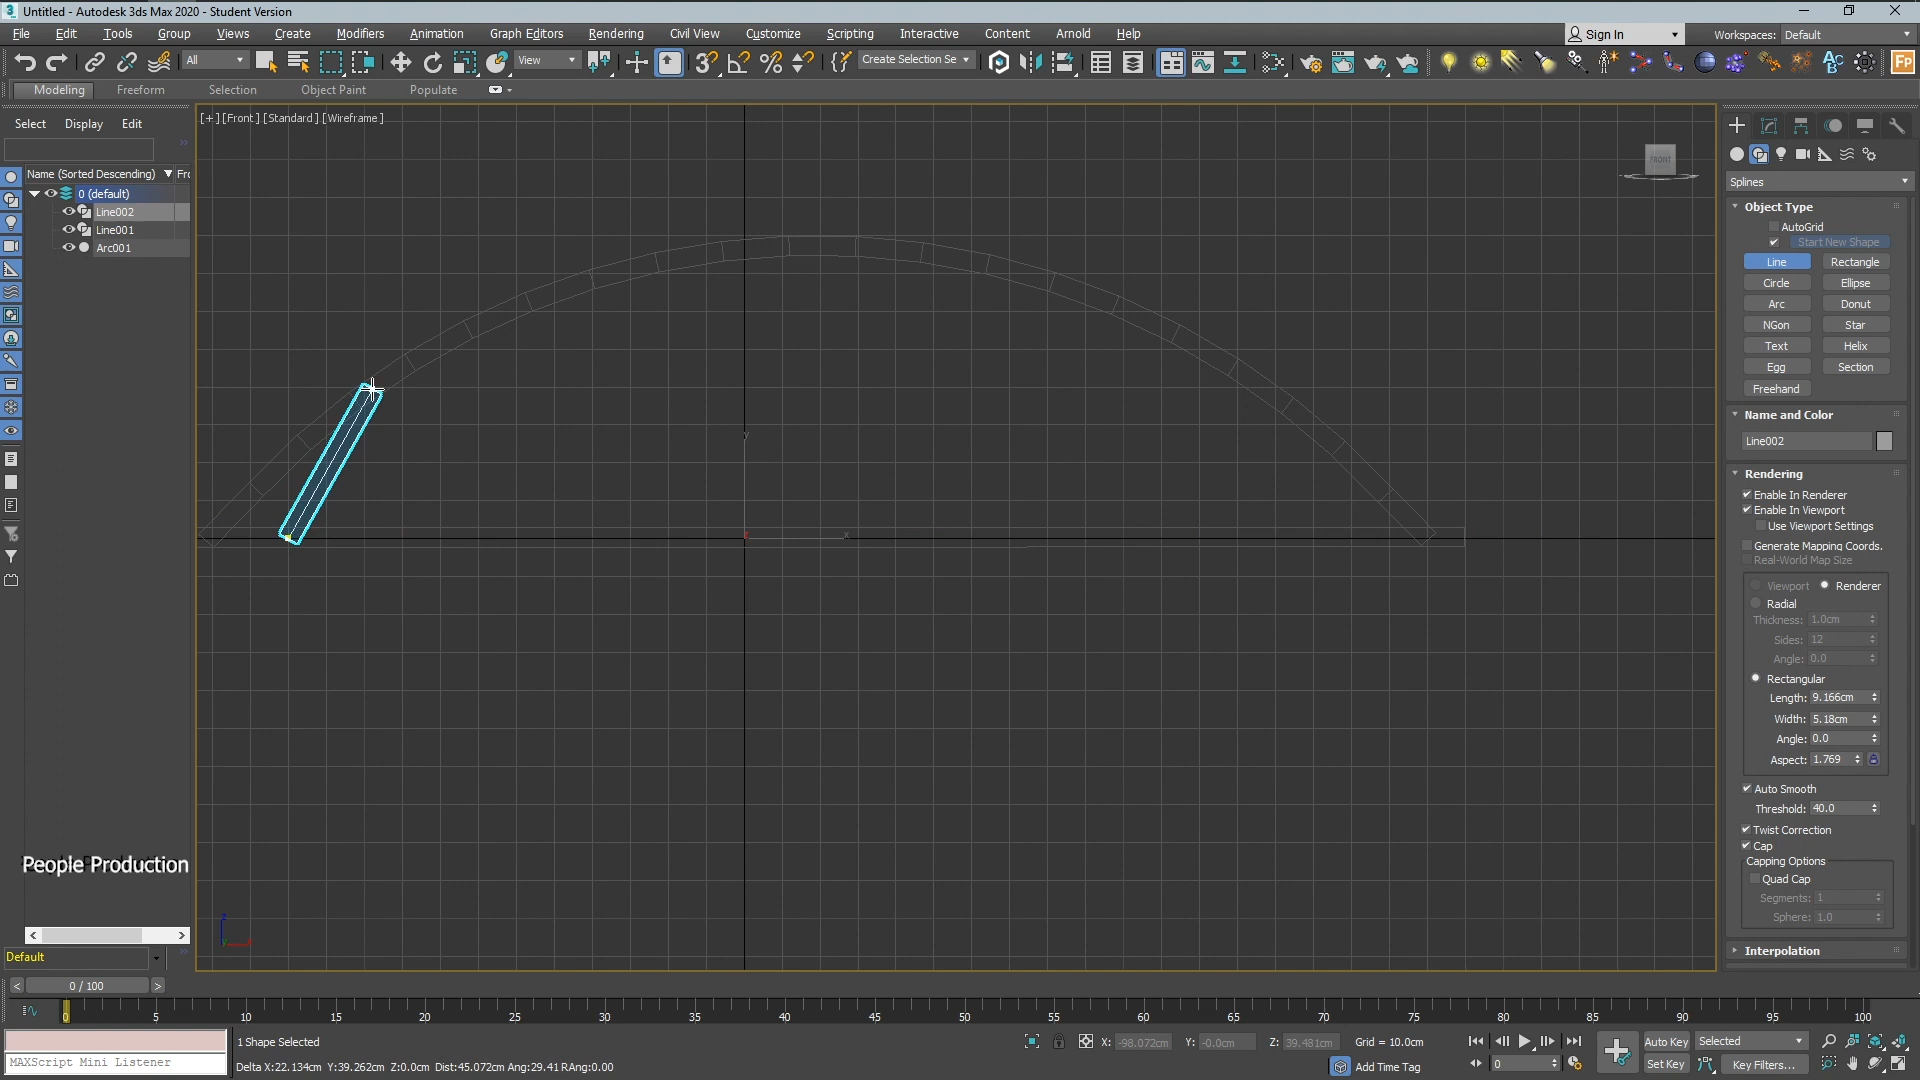 Untitled - Autodesk 3ds Max 2020 - Student Version
File Edit Tools Group Views Create Modifiers Animation Graph Editors Rendering Civil View Customize Scripting Interactive Content Arnold Help
Sign In Workspaces: Default
All View Create Selection Se
Modeling Freeform Selection Object Paint Populate
Select Display Edit
[+] [Front] [Standard] [Wireframe]
Name (Sorted Descending) Fr
0 (default)
Line002
Line001
Arc001
People Production
Default
FRONT
y
x
z
Splines
Object Type
AutoGrid
Start New Shape
Line Rectangle
Circle Ellipse
Arc Donut
NGon Star
Text Helix
Egg Section
Freehand
Name and Color
Line002
Rendering
Enable In Renderer
Enable In Viewport
Use Viewport Settings
Generate Mapping Coords.
Real-World Map Size
Viewport Renderer
Radial
Thickness: 1.0cm
Sides: 12
Angle: 0.0
Rectangular
Length: 9.166cm
Width: 5.18cm
Angle: 0.0
Aspect: 1.769
Auto Smooth
Threshold: 40.0
Twist Correction
Cap
Capping Options
Quad Cap
Segments: 1
Sphere: 1.0
Interpolation
< 0 / 100 >
0 5 10 15 20 25 30 35 40 45 50 55 60 65 70 75 80 85 90 95 100
1 Shape Selected
X: -98.072cm Y: -0.0cm Z: 39.481cm Grid = 10.0cm
Auto Key Selected
MAXScript Mini Listener
Delta X:22.134cm Y:39.262cm Z:0.0cm Dist:45.072cm Ang:29.41 RAng:0.00
Add Time Tag
0
Set Key Key Filters...